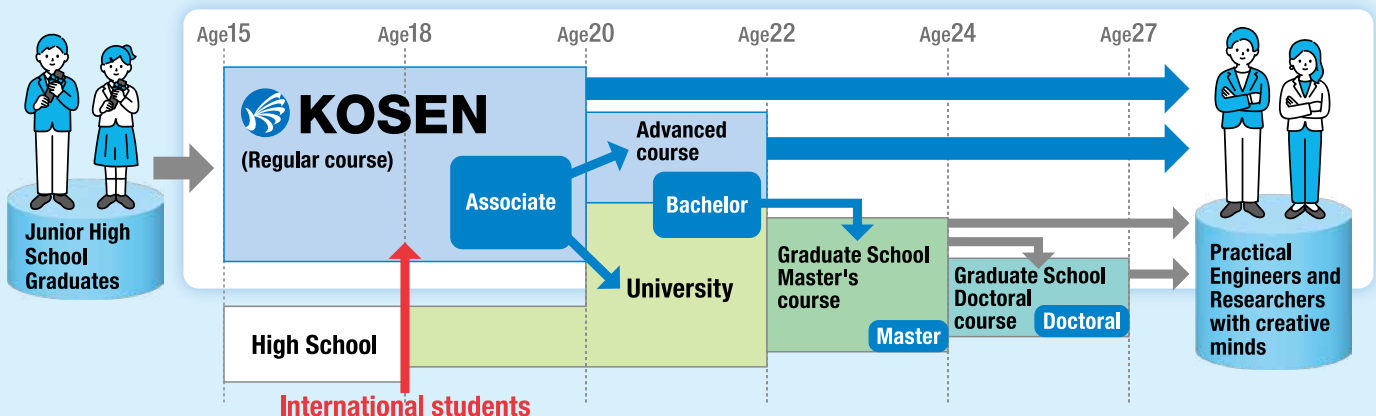 Age15
Age18
Age20
Age22
Age24
Age27
KOSEN
(Regular course)
Associate
Advanced
course
Bachelor
University
High School
International students
Graduate School
Master's
course
Master
Graduate School
Doctoral
course
Doctoral
Junior High
School
Graduates
Practical
Engineers and
Researchers
with creative
minds